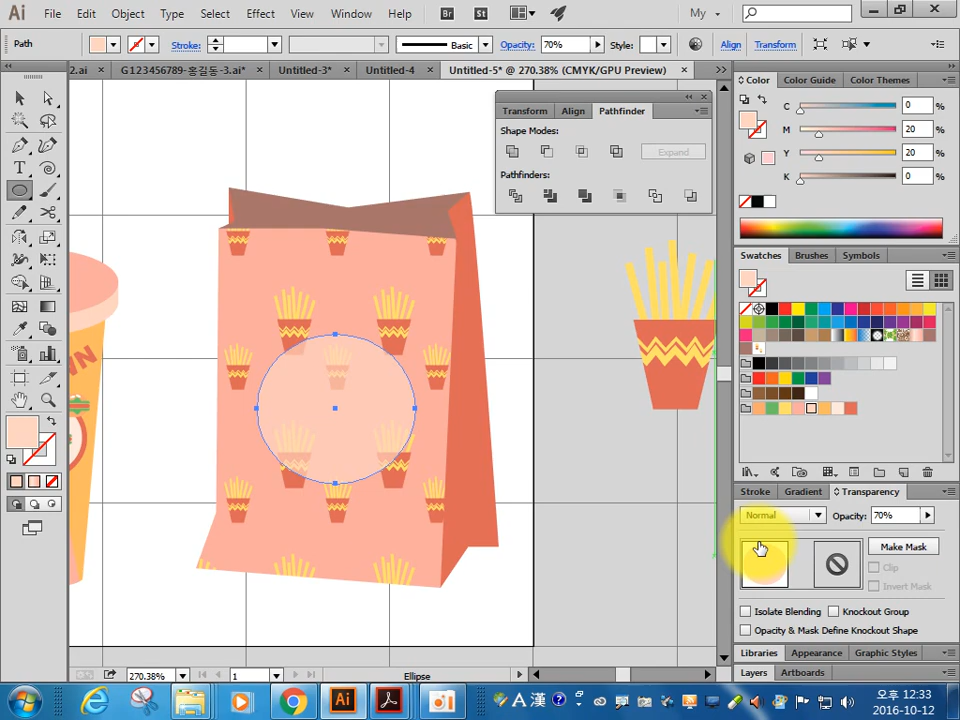 Ai File Edit Object Type Select Effect View Window Help Br St My
Path Stroke: Basic Opacity: 70% Style: Align Transform
2.ai × G123456789-홍길동-3.ai* × Untitled-3* × Untitled-4 × Untitled-5* @ 270.38% (CMYK/GPU Preview) ×
Transform Align Pathfinder
Shape Modes:
Expand
Pathfinders:
Color Color Guide Color Themes
C 0 %
M 20 %
Y 20 %
K 0 %
Swatches Brushes Symbols
WN
Stroke Gradient Transparency
Normal Opacity: 70%
Make Mask
Clip
Invert Mask
Isolate Blending Knockout Group
Opacity & Mask Define Knockout Shape
Libraries Appearance Graphic Styles
Layers Artboards
270.38% 1 Ellipse
Ai A 漢 ? 오후 12:33
2016-10-12